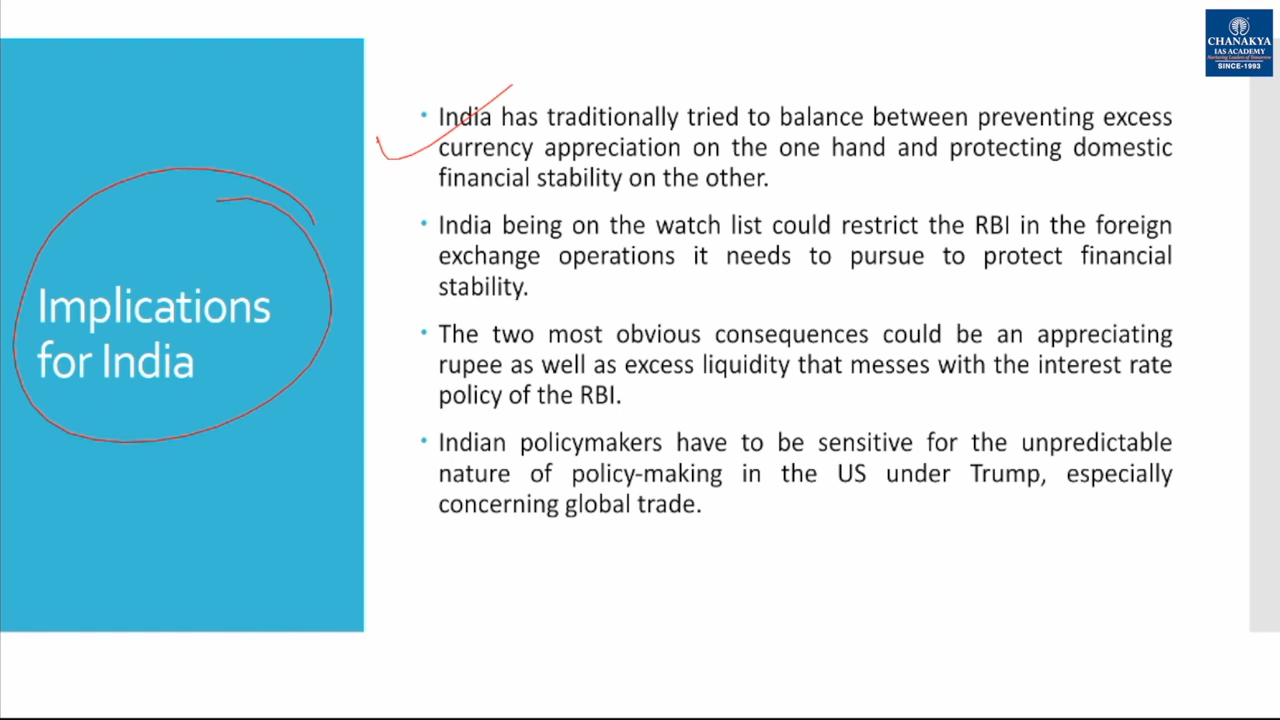 CHANAKYA
IAS ACADEMY
Nurturing Leaders of Tomorrow
SINCE-1993
Implications
for India
• India has traditionally tried to balance between preventing excess
currency appreciation on the one hand and protecting domestic
financial stability on the other.
• India being on the watch list could restrict the RBI in the foreign
exchange operations it needs to pursue to protect financial
stability.
• The two most obvious consequences could be an appreciating
rupee as well as excess liquidity that messes with the interest rate
policy of the RBI.
• Indian policymakers have to be sensitive for the unpredictable
nature of policy-making in the US under Trump, especially
concerning global trade.